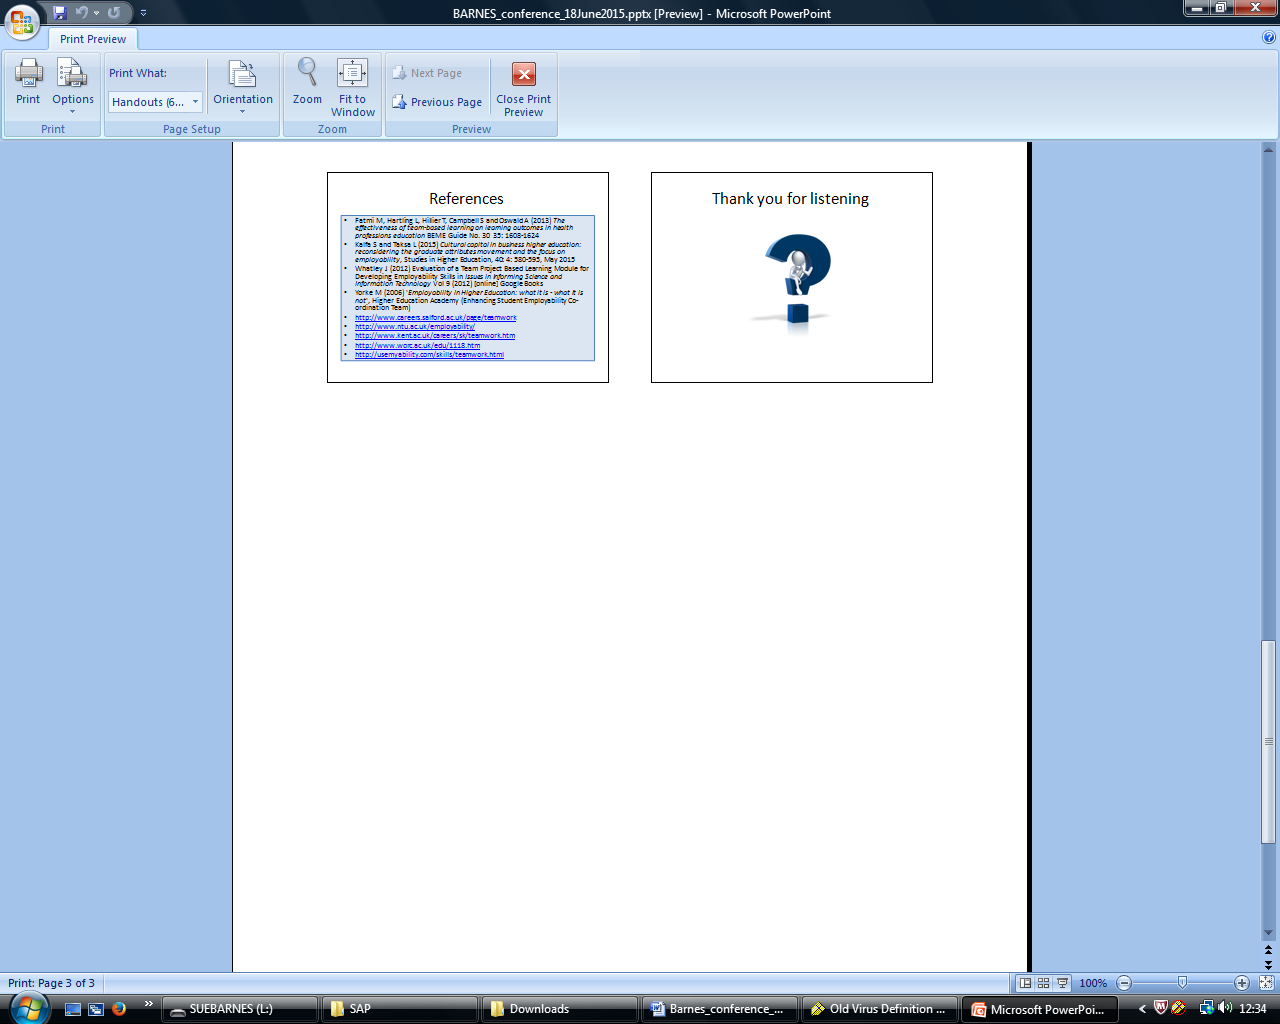 BARNES_conference_18June2015.pptx [Preview] - Microsoft PowerPoint
Print Preview
Print
Options
Print
Print What:
Handouts (6...
Orientation
Page Setup
Zoom
Fit to
Window
Zoom
Next Page
Previous Page
Preview
Close Print
Preview
References
• Fatmi M, Hartling L, Hillier T, Campbell S and Oswald A (2013) The
effectiveness of team-based learning on learning outcomes in health
professions education BEME Guide No. 30 35: 1608-1624
• Kalfa S and Taksa L (2015) Cultural capital in business higher education:
reconsidering the graduate attributes movement and the focus on
employability, Studies in Higher Education, 40: 4: 580-595, May 2015
• Whatley J (2012) Evaluation of a Team Project Based Learning Module for
Developing Employability Skills in Issues in Informing Science and
Information Technology Vol 9 (2012) [online] Google Books
• Yorke M (2006) 'Employability in Higher Education: what it is - what it is
not', Higher Education Academy (Enhancing Student Employability Co-
ordination Team)
• http://www.careers.salford.ac.uk/page/teamwork
• http://www.ntu.ac.uk/employability/
• http://www.kent.ac.uk/careers/sk/teamwork.htm
• http://www.worc.ac.uk/edu/1118.htm
• http://usemyability.com/skills/teamwork.html
Thank you for listening
Print: Page 3 of 3
100%
SUEBARNES (L:)
SAP
Downloads
Barnes_conference_...
Old Virus Definition ...
Microsoft PowerPoi...
12:34